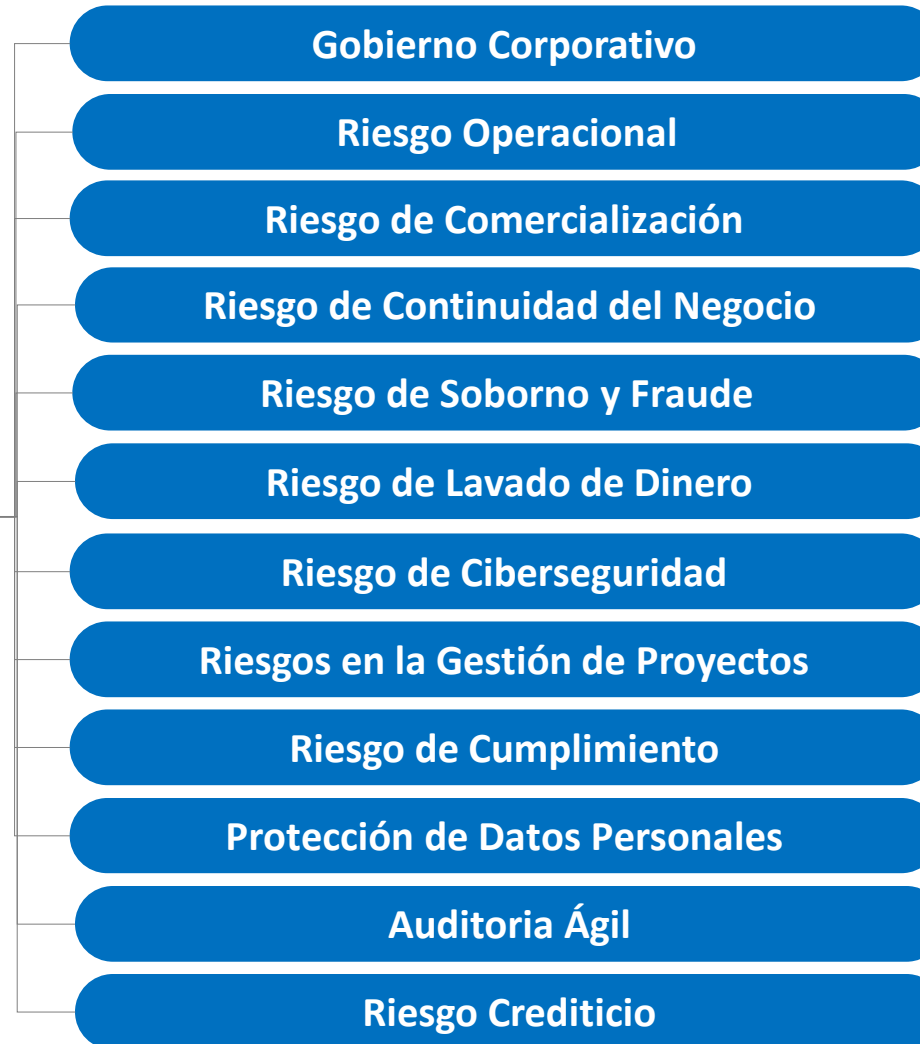 Gobierno Corporativo
Riesgo Operacional
Riesgo de Comercialización
Riesgo de Continuidad del Negocio
Riesgo de Soborno y Fraude
Riesgo de Lavado de Dinero
Riesgo de Ciberseguridad
Riesgos en la Gestión de Proyectos
Riesgo de Cumplimiento
Protección de Datos Personales
Auditoria Ágil
Riesgo Crediticio